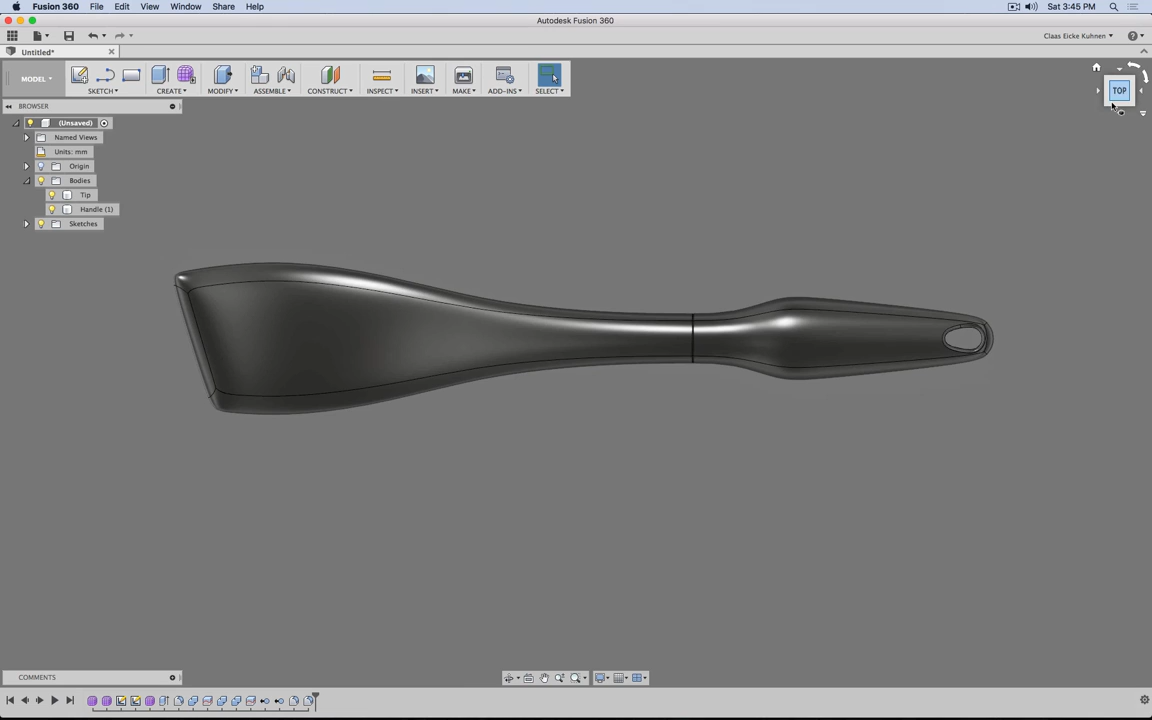 Fusion 360 File Edit View Window Share Help Sat 3:45 PM
Autodesk Fusion 360
Claas Eicke Kuhnen
Untitled*
MODEL
SKETCH CREATE MODIFY ASSEMBLE CONSTRUCT INSPECT INSERT MAKE ADD-INS SELECT
TOP
BROWSER
(Unsaved)
Named Views
Units: mm
Origin
Bodies
Tip
Handle (1)
Sketches
COMMENTS